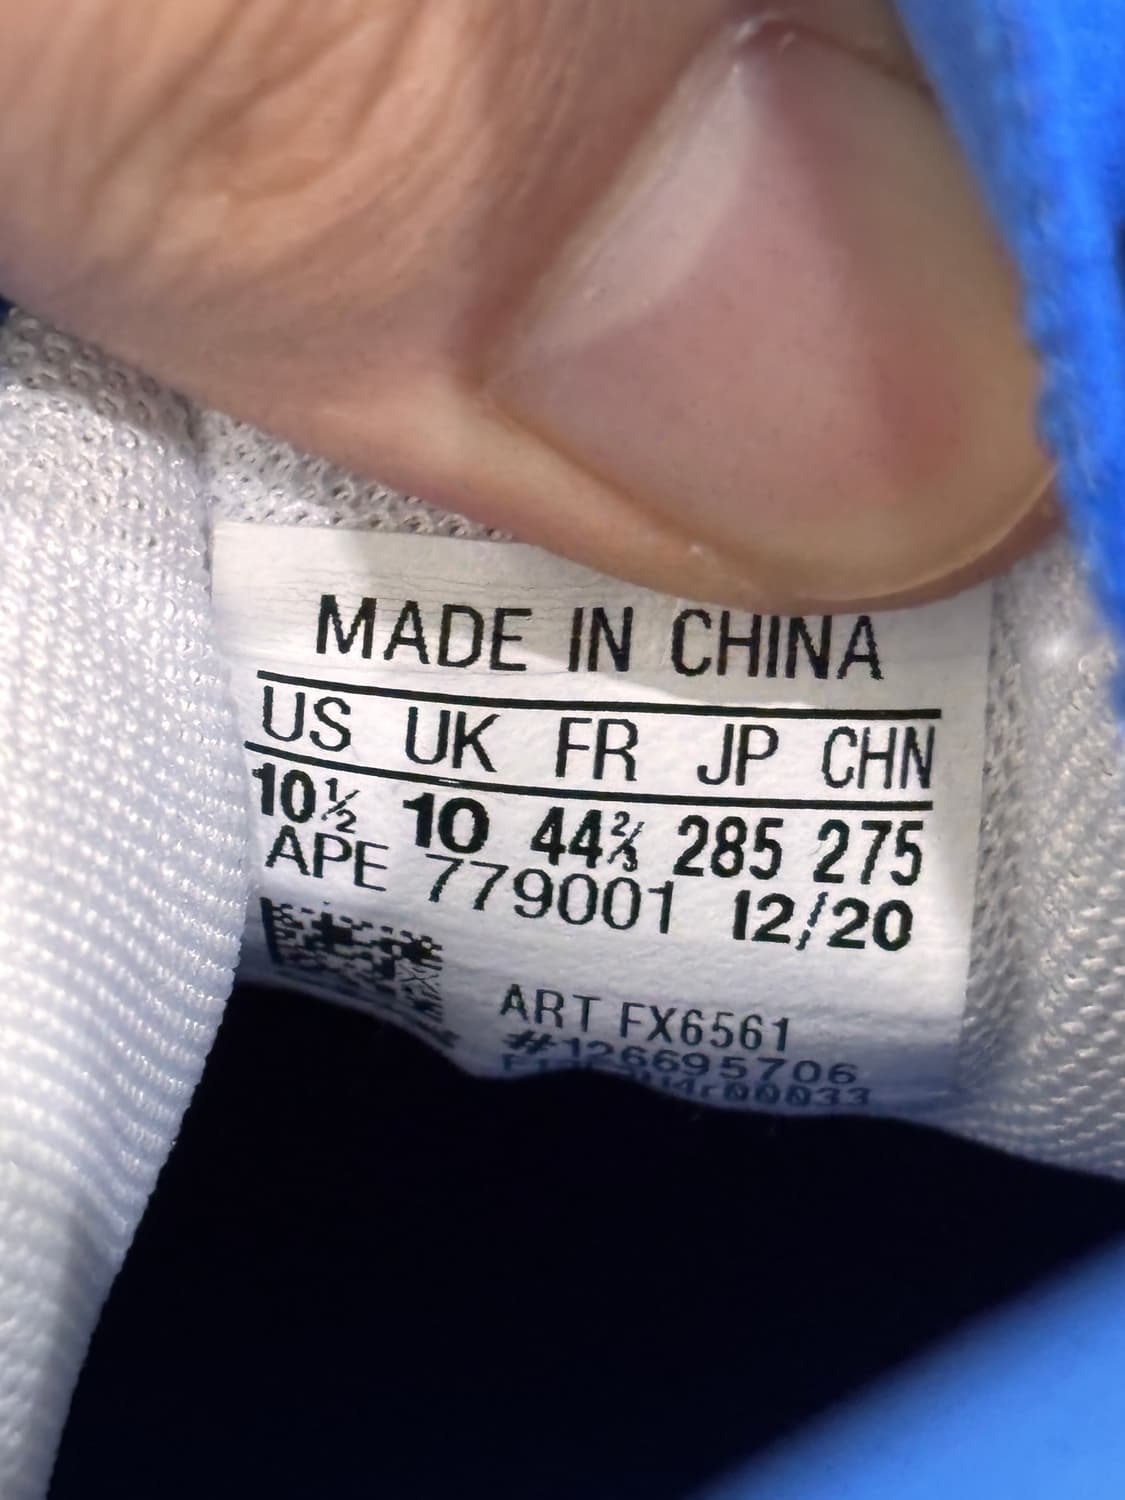 MADE IN CHINA
US UK FR JP CHN
10½ 10 44⅔ 285 275
APE 779001 12/20
ART FX6561
#126695706